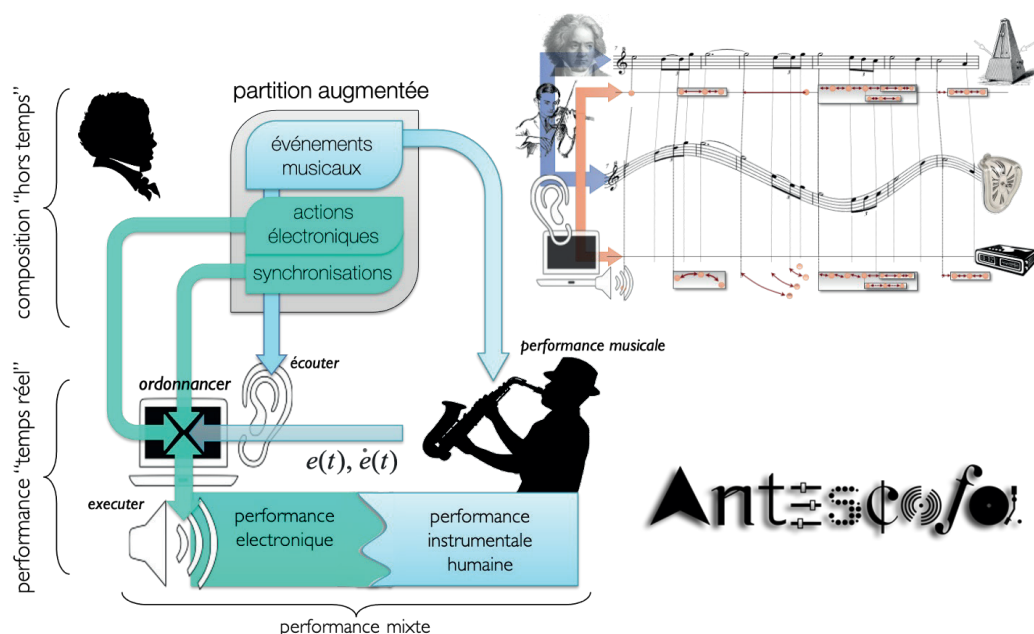 partition augmentée
composition “hors temps”
événements
musicaux
actions
électroniques
synchronisations
performance “temps réel”
écouter
performance musicale
ordonnancer
e(t), ė(t)
executer
performance
electronique
performance
instrumentale
humaine
performance mixte
Antescofo.